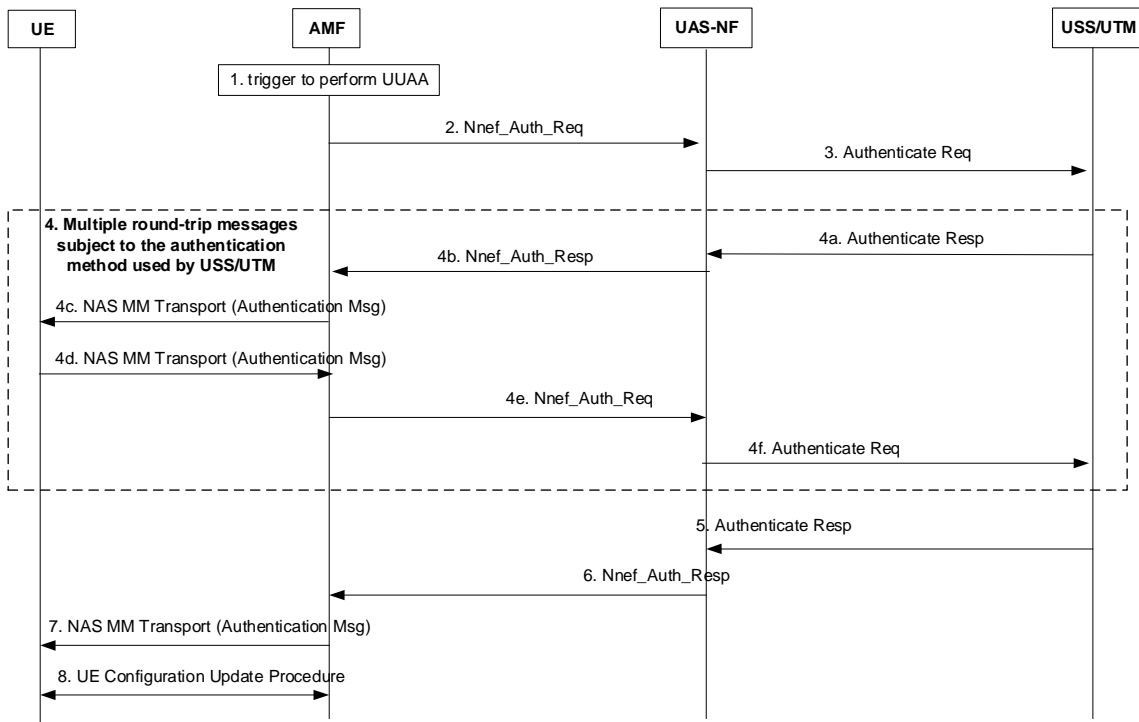 UE
AMF
UAS-NF
USS/UTM
1. trigger to perform UUAA
2. Nnef_Auth_Req
3. Authenticate Req
4. Multiple round-trip messages
subject to the authentication
method used by USS/UTM
4a. Authenticate Resp
4b. Nnef_Auth_Resp
4c. NAS MM Transport (Authentication Msg)
4d. NAS MM Transport (Authentication Msg)
4e. Nnef_Auth_Req
4f. Authenticate Req
5. Authenticate Resp
6. Nnef_Auth_Resp
7. NAS MM Transport (Authentication Msg)
8. UE Configuration Update Procedure